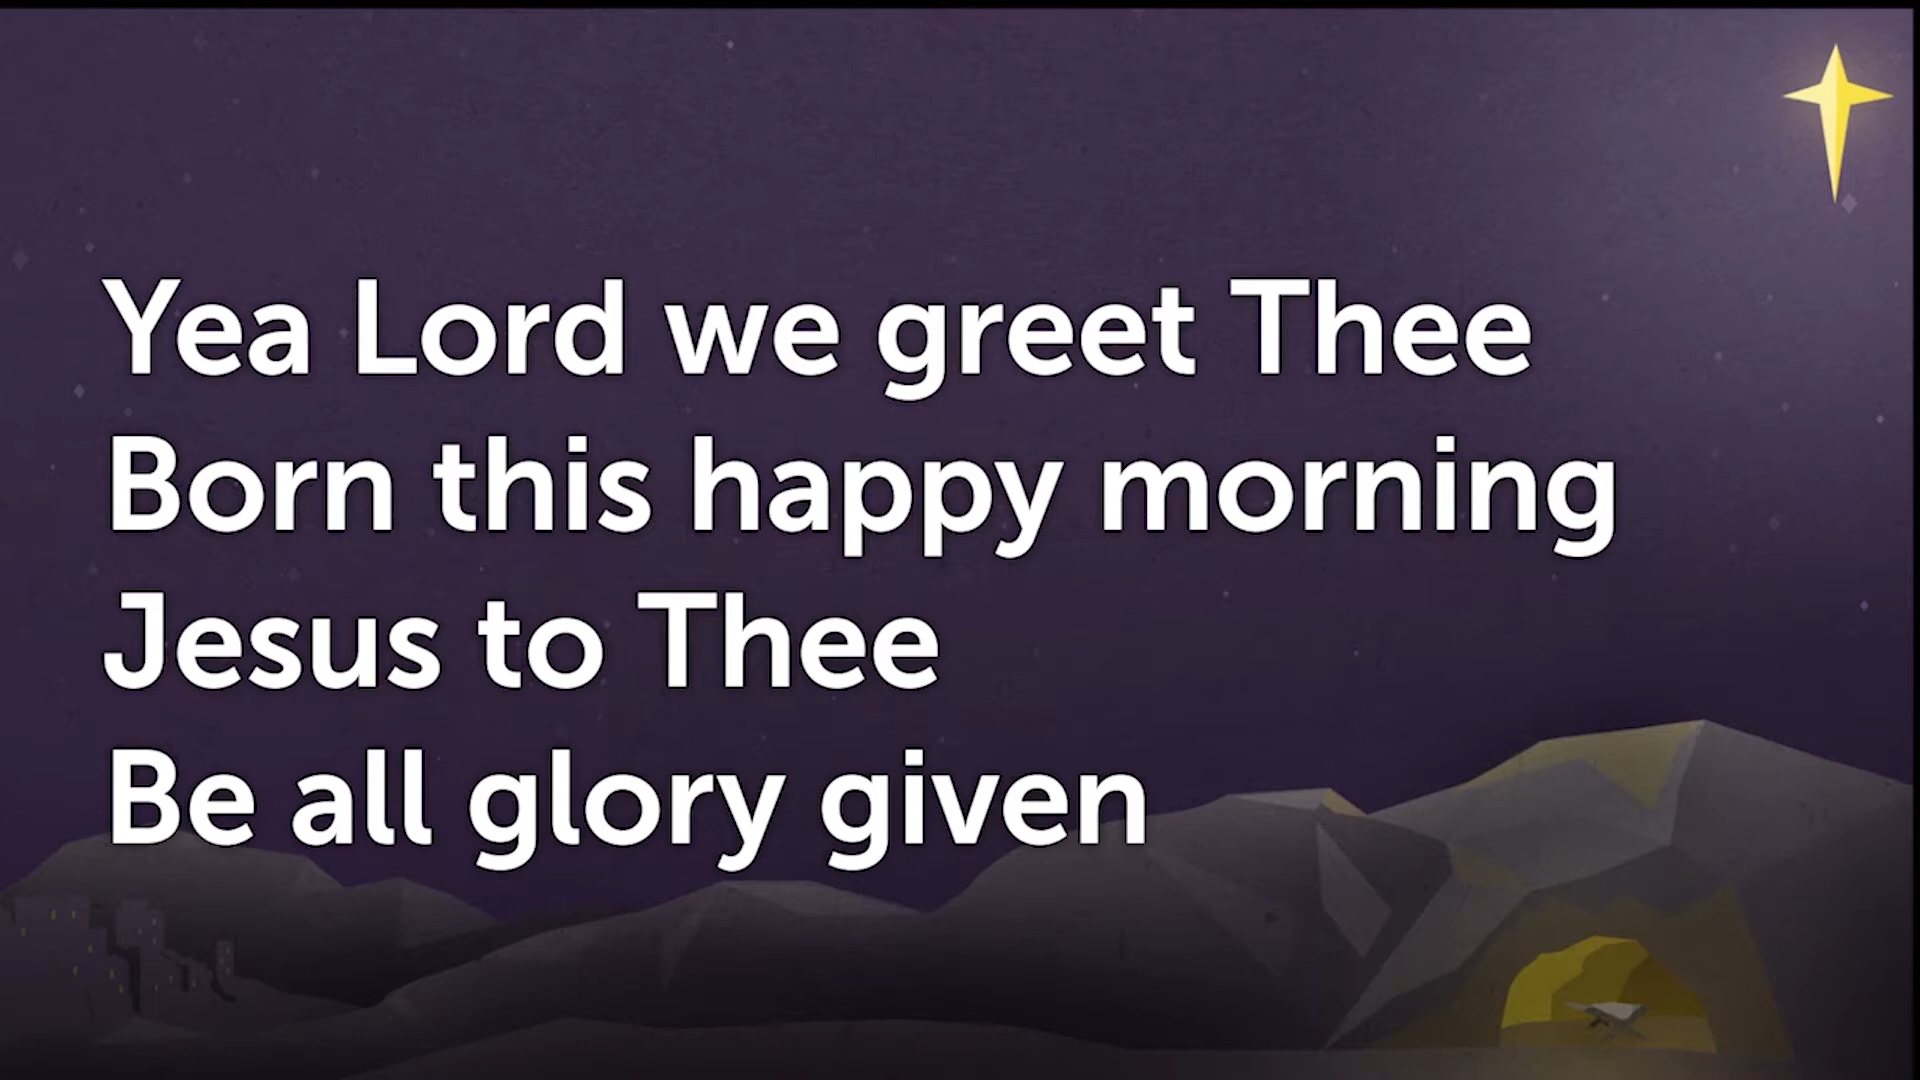 Yea Lord we greet Thee
Born this happy morning
Jesus to Thee
Be all glory given